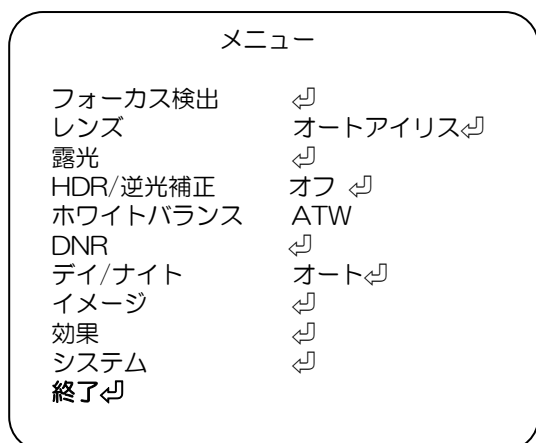 メニュー
フォーカス検出 ⏎
レンズ オートアイリス⏎
露光 ⏎
HDR/逆光補正 オフ ⏎
ホワイトバランス ATW
DNR ⏎
デイ/ナイト オート⏎
イメージ ⏎
効果 ⏎
システム ⏎
終了⏎